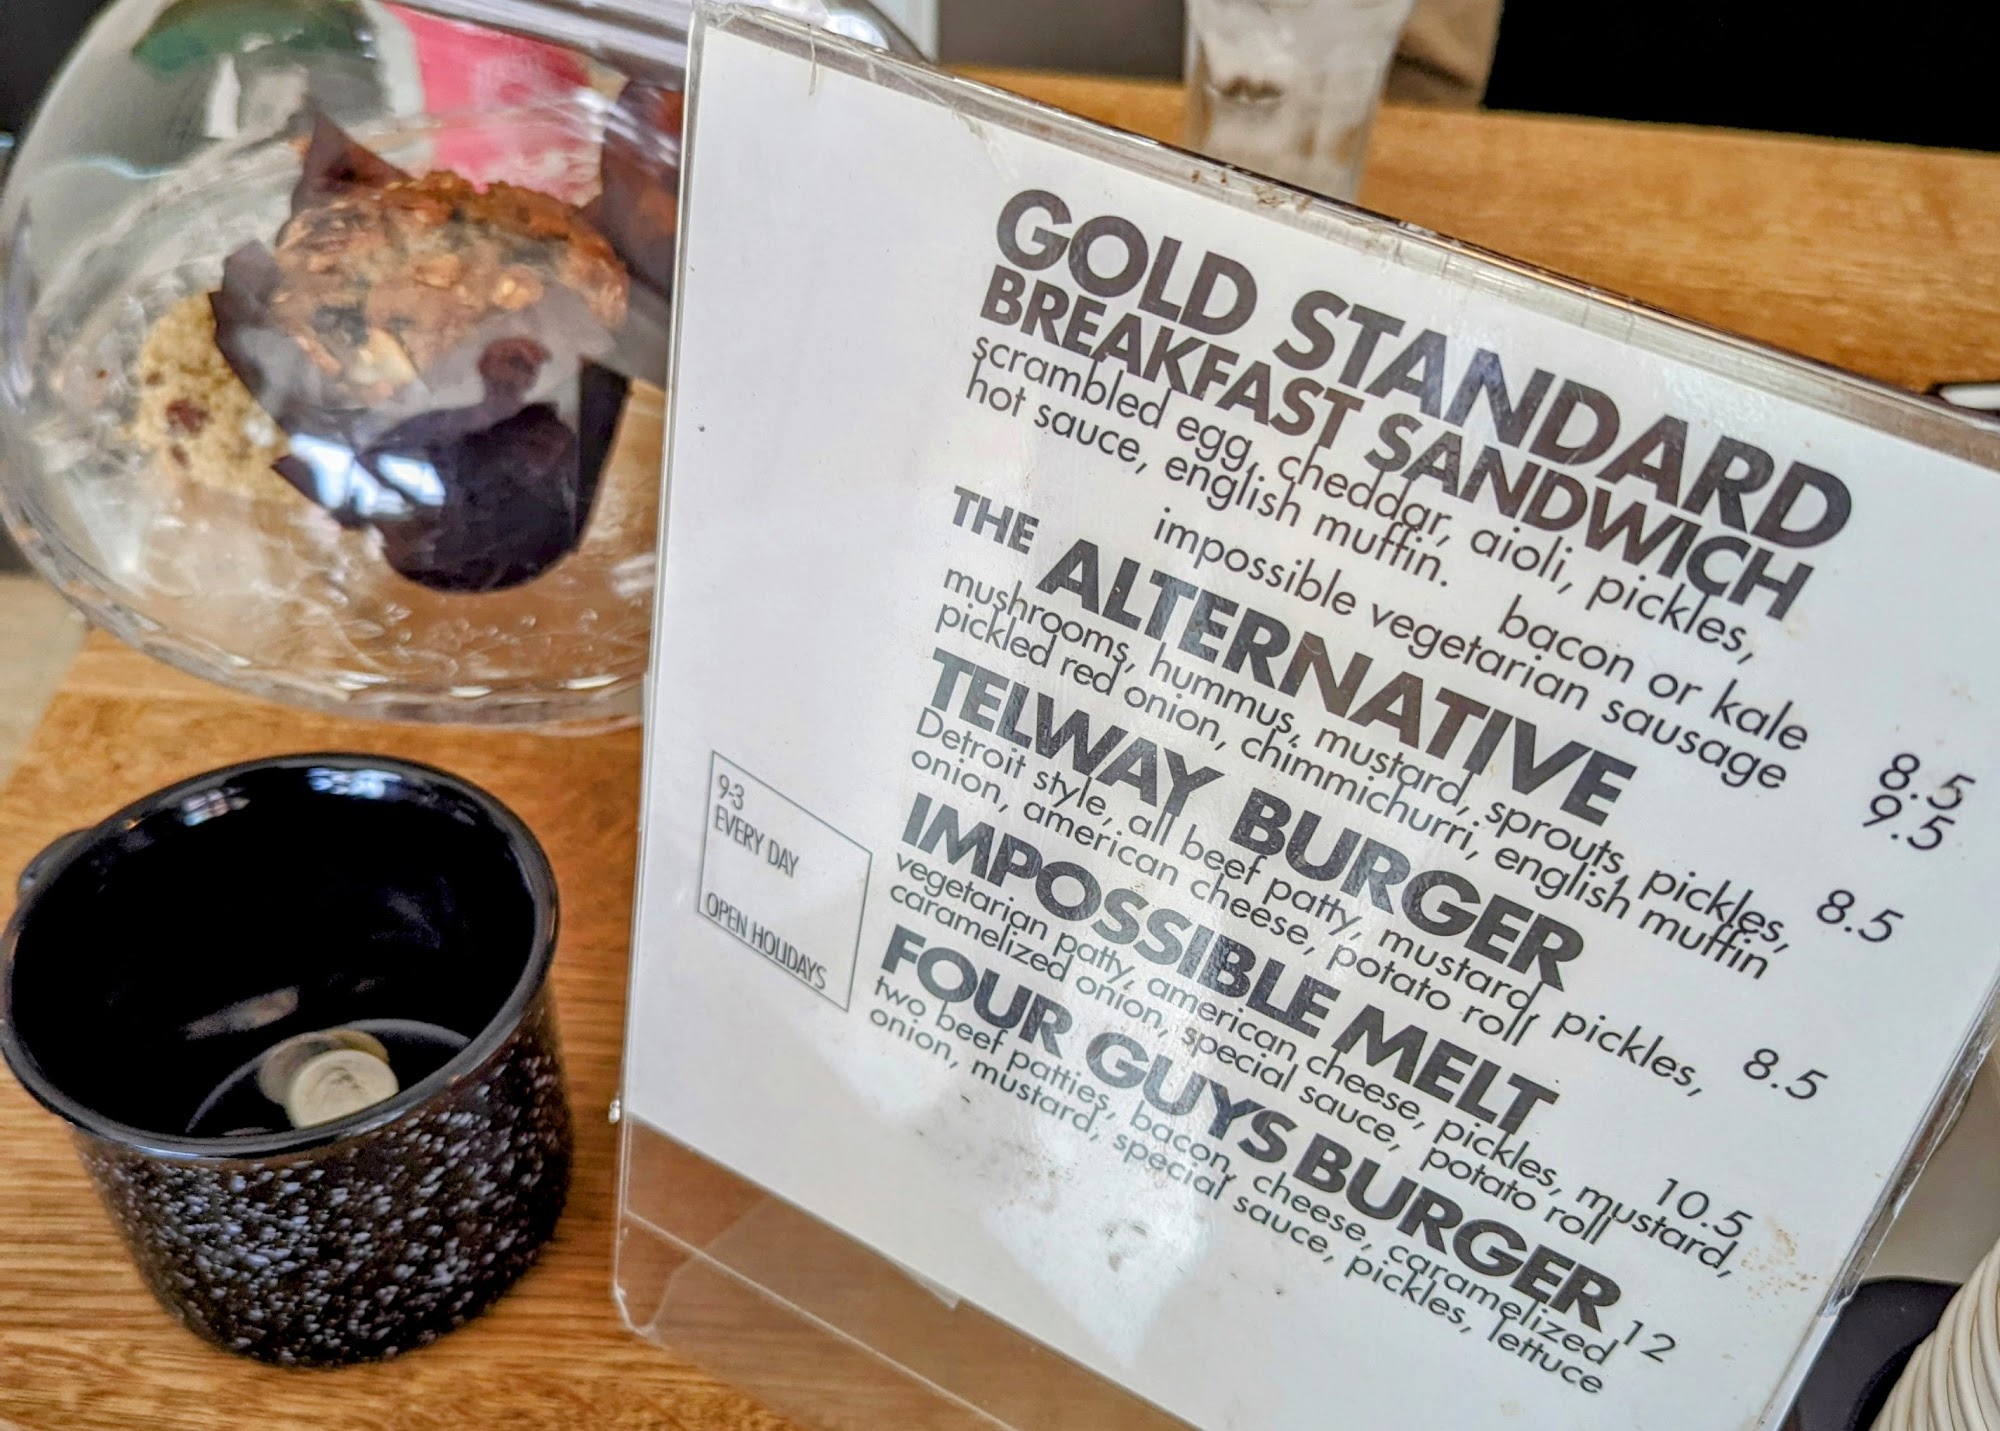 GOLD STANDARD
BREAKFAST SANDWICH
scrambled egg, cheddar, aioli, pickles,
hot sauce, english muffin.
bacon or kale 8.5
impossible vegetarian sausage 9.5
THE ALTERNATIVE
mushrooms, hummus, mustard, sprouts, pickles,
pickled red onion, chimmichurri, english muffin 8.5
TELWAY BURGER
Detroit style, all beef patty, mustard, pickles,
onion, american cheese, potato roll 8.5
IMPOSSIBLE MELT
vegetarian patty, american cheese, pickles, mustard,
caramelized onion, special sauce, potato roll 10.5
FOUR GUYS BURGER 12
two beef patties, bacon, cheese, caramelized
onion, mustard, special sauce, pickles, lettuce
9-3
EVERY DAY
OPEN HOLIDAYS